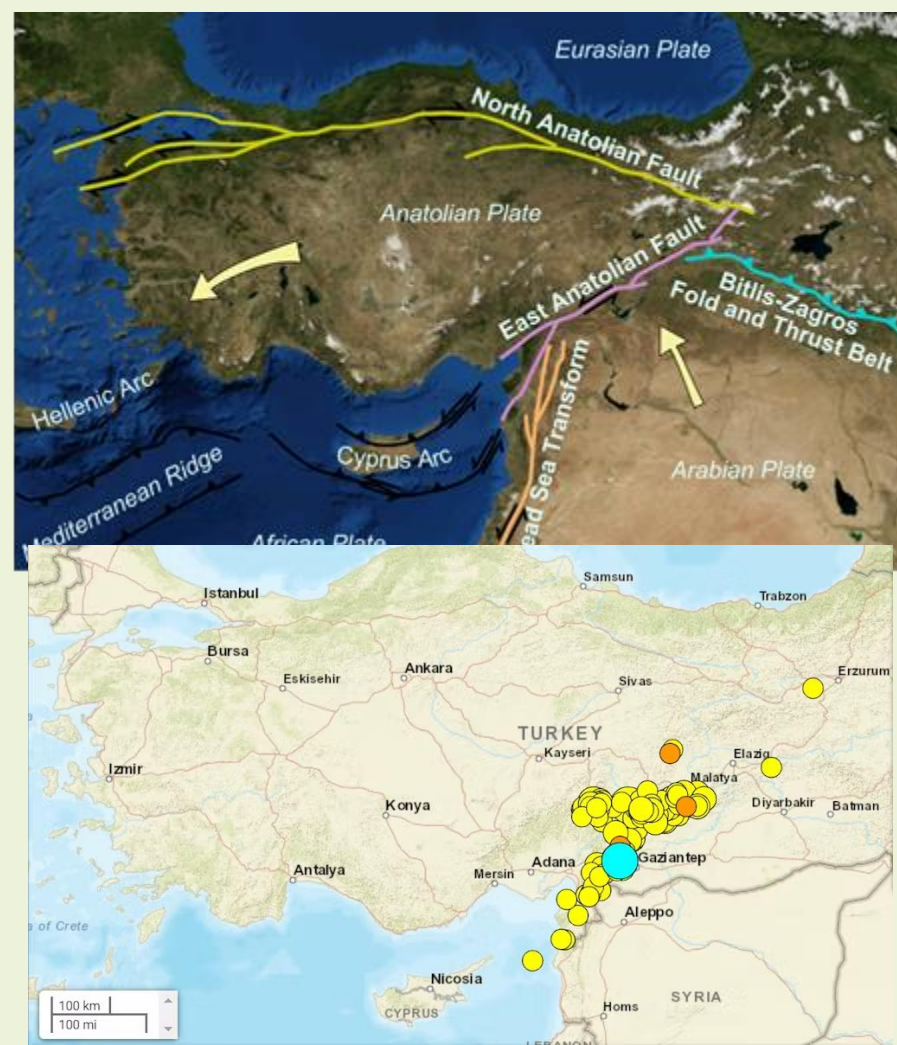 Eurasian Plate
North Anatolian Fault
Anatolian Plate
East Anatolian Fault
Bitlis-Zagros
Fold and Thrust Belt
Hellenic Arc
Cyprus Arc
Mediterranean Ridge
ead Sea Transform
Arabian Plate
African Plate
Samsun
Istanbul
Trabzon
Bursa
Ankara
Erzurum
Eskisehir
Sivas
TURKEY
Kayseri
Elazig
Izmir
Malatya
Konya
Diyarbakir
Batman
Adana
Gaziantep
Antalya
Mersin
Aleppo
of Crete
Nicosia
CYPRUS
SYRIA
100 km
100 mi
Homs
LEBANON